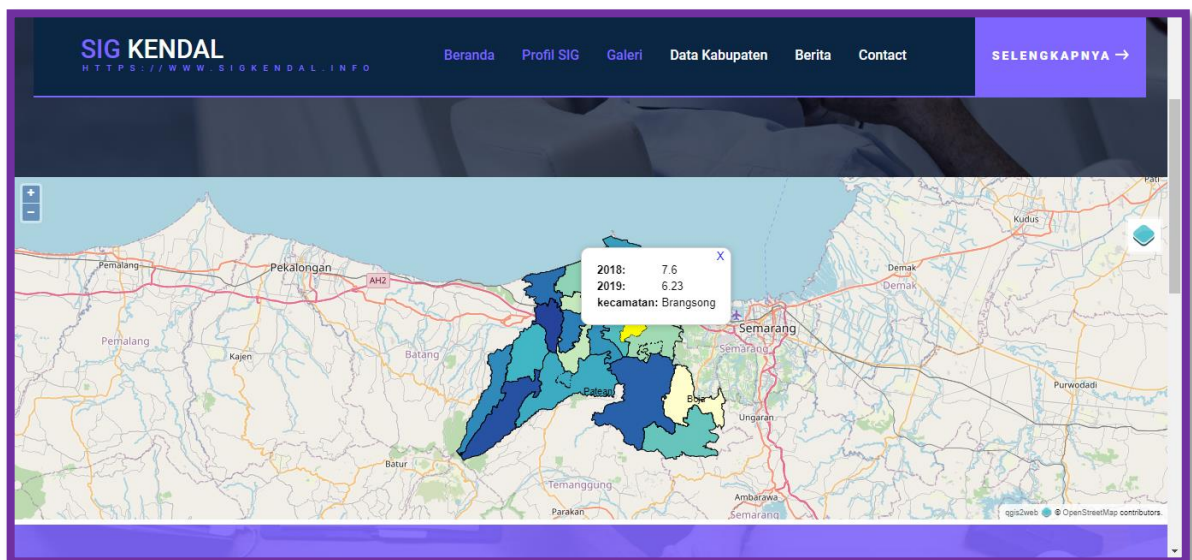 SIG KENDAL
HTTPS://WWW.SIGKENDAL.INFO
Beranda Profil SIG Galeri Data Kabupaten Berita Contact
SELENGKAPNYA →
+
−
X
2018: 7.6
2019: 6.23
kecamatan: Brangsong
Pati
Kudus
Pemalang
Pekalongan
AH2
Demak
Demak
Semarang
Semarang
Pemalang
Kajen
Batang
Patean
Boja
Purwodadi
Ungaran
Batur
Temanggung
Parakan
Ambarawa
Semarang
qgis2web © OpenStreetMap contributors.